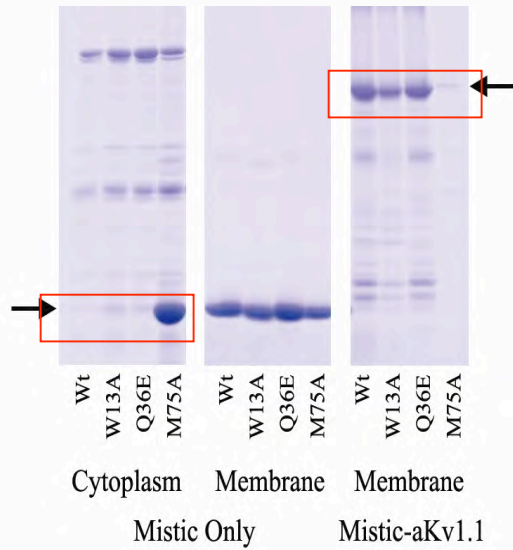 Wt W13A Q36E M75A Wt W13A Q36E M75A Wt W13A Q36E M75A
Cytoplasm Membrane Membrane
Mistic Only Mistic-aKv1.1